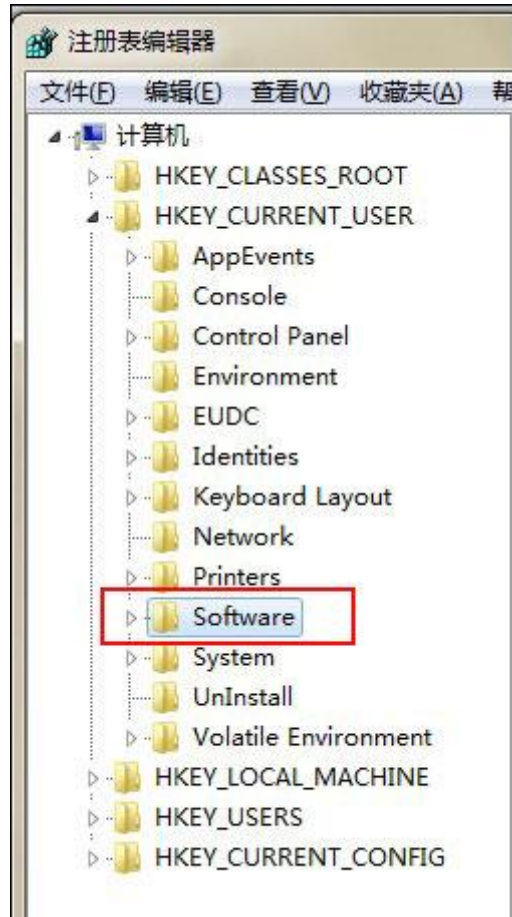 注册表编辑器
文件(F) 编辑(E) 查看(V) 收藏夹(A) 帮
计算机
HKEY_CLASSES_ROOT
HKEY_CURRENT_USER
AppEvents
Console
Control Panel
Environment
EUDC
Identities
Keyboard Layout
Network
Printers
Software
System
UnInstall
Volatile Environment
HKEY_LOCAL_MACHINE
HKEY_USERS
HKEY_CURRENT_CONFIG